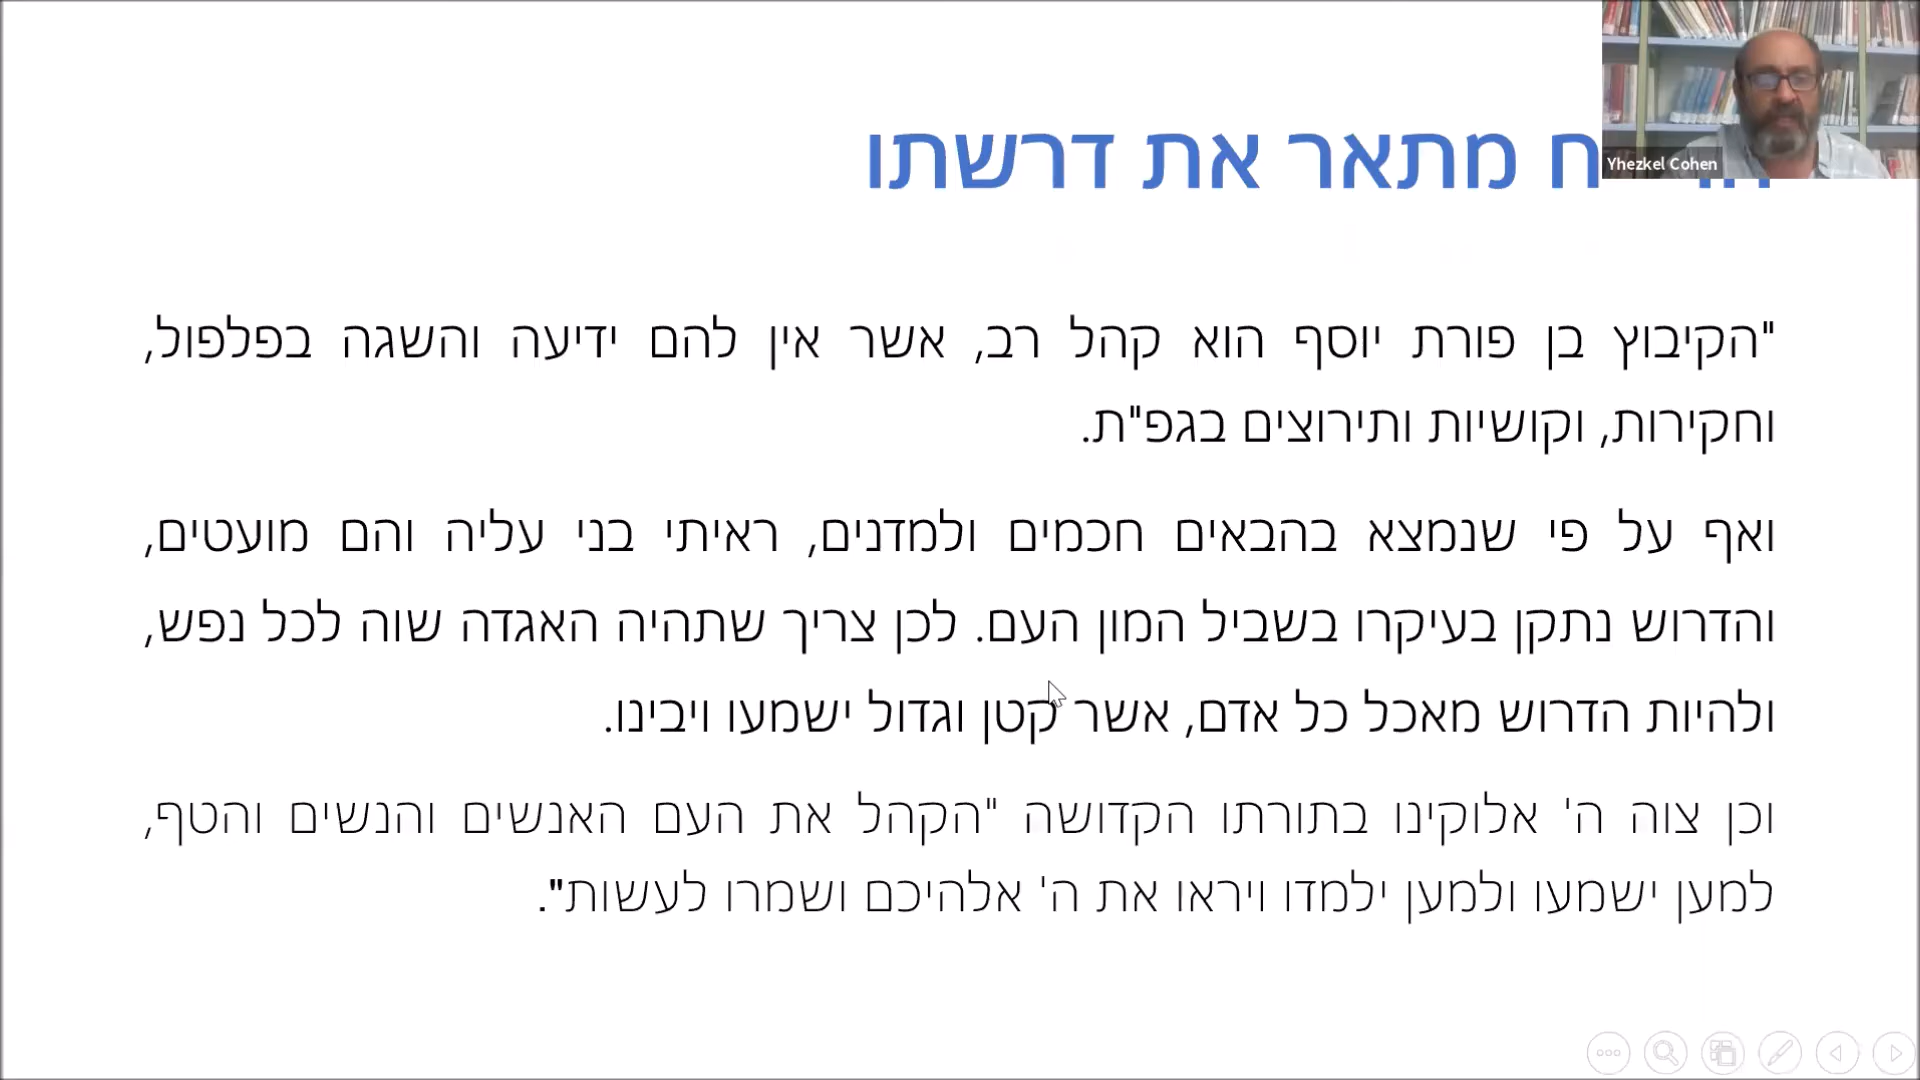 מתאר את דרשתו
Yhezkel Cohen
"הקיבוץ בן פורת יוסף הוא קהל רב, אשר אין להם ידיעה והשגה בפלפול,
וחקירות, וקושיות ותירוצים בגפ"ת.
ואף על פי שנמצא בהבאים חכמים ולמדנים, ראיתי בני עליה והם מועטים,
והדרוש נתקן בעיקרו בשביל המון העם. לכן צריך שתהיה האגדה שוה לכל נפש,
ולהיות הדרוש מאכל כל אדם, אשר קטן וגדול ישמעו ויבינו.
וכן צוה ה' אלוקינו בתורתו הקדושה "הקהל את העם האנשים והנשים והטף,
למען ישמעו ולמען ילמדו ויראו את ה' אלהיכם ושמרו לעשות".